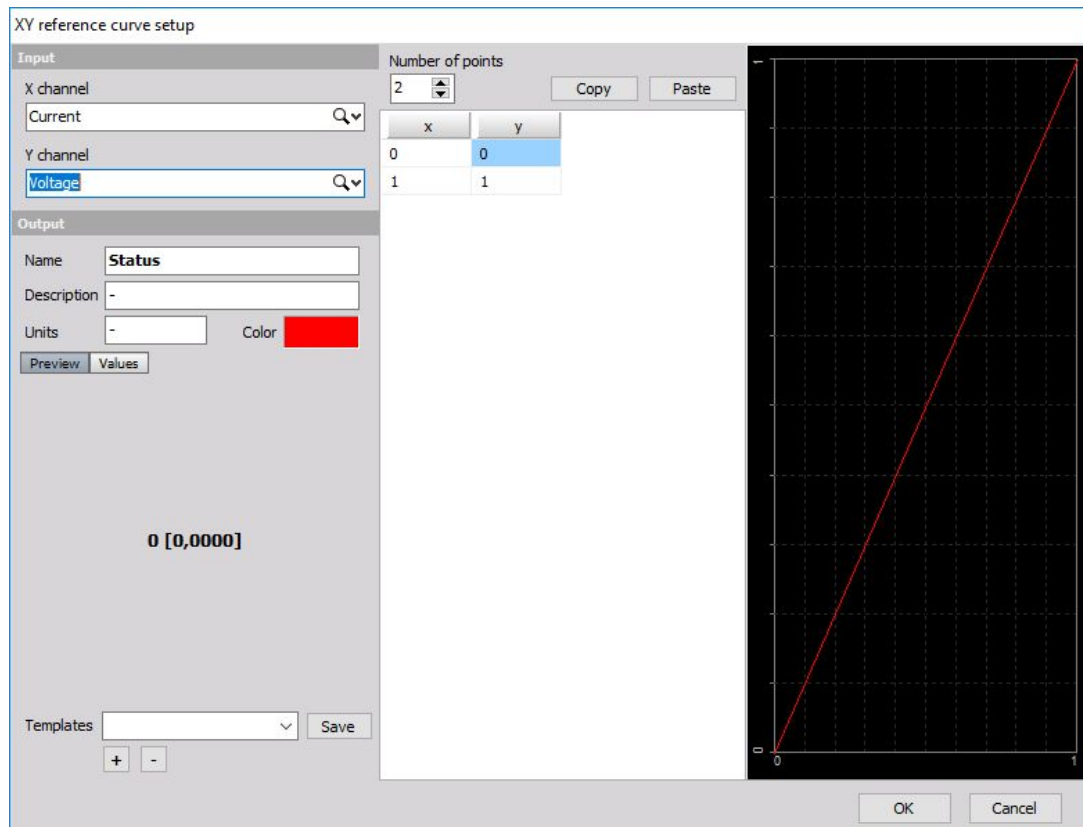 XY reference curve setup
Input
X channel
Current
Y channel
Voltage
Output
Name Status
Description -
Units - Color
Preview Values
0 [0,0000]
Templates Save
+ -
Number of points
2 Copy Paste
x y
0 0
1 1
1
0
0 1
OK Cancel